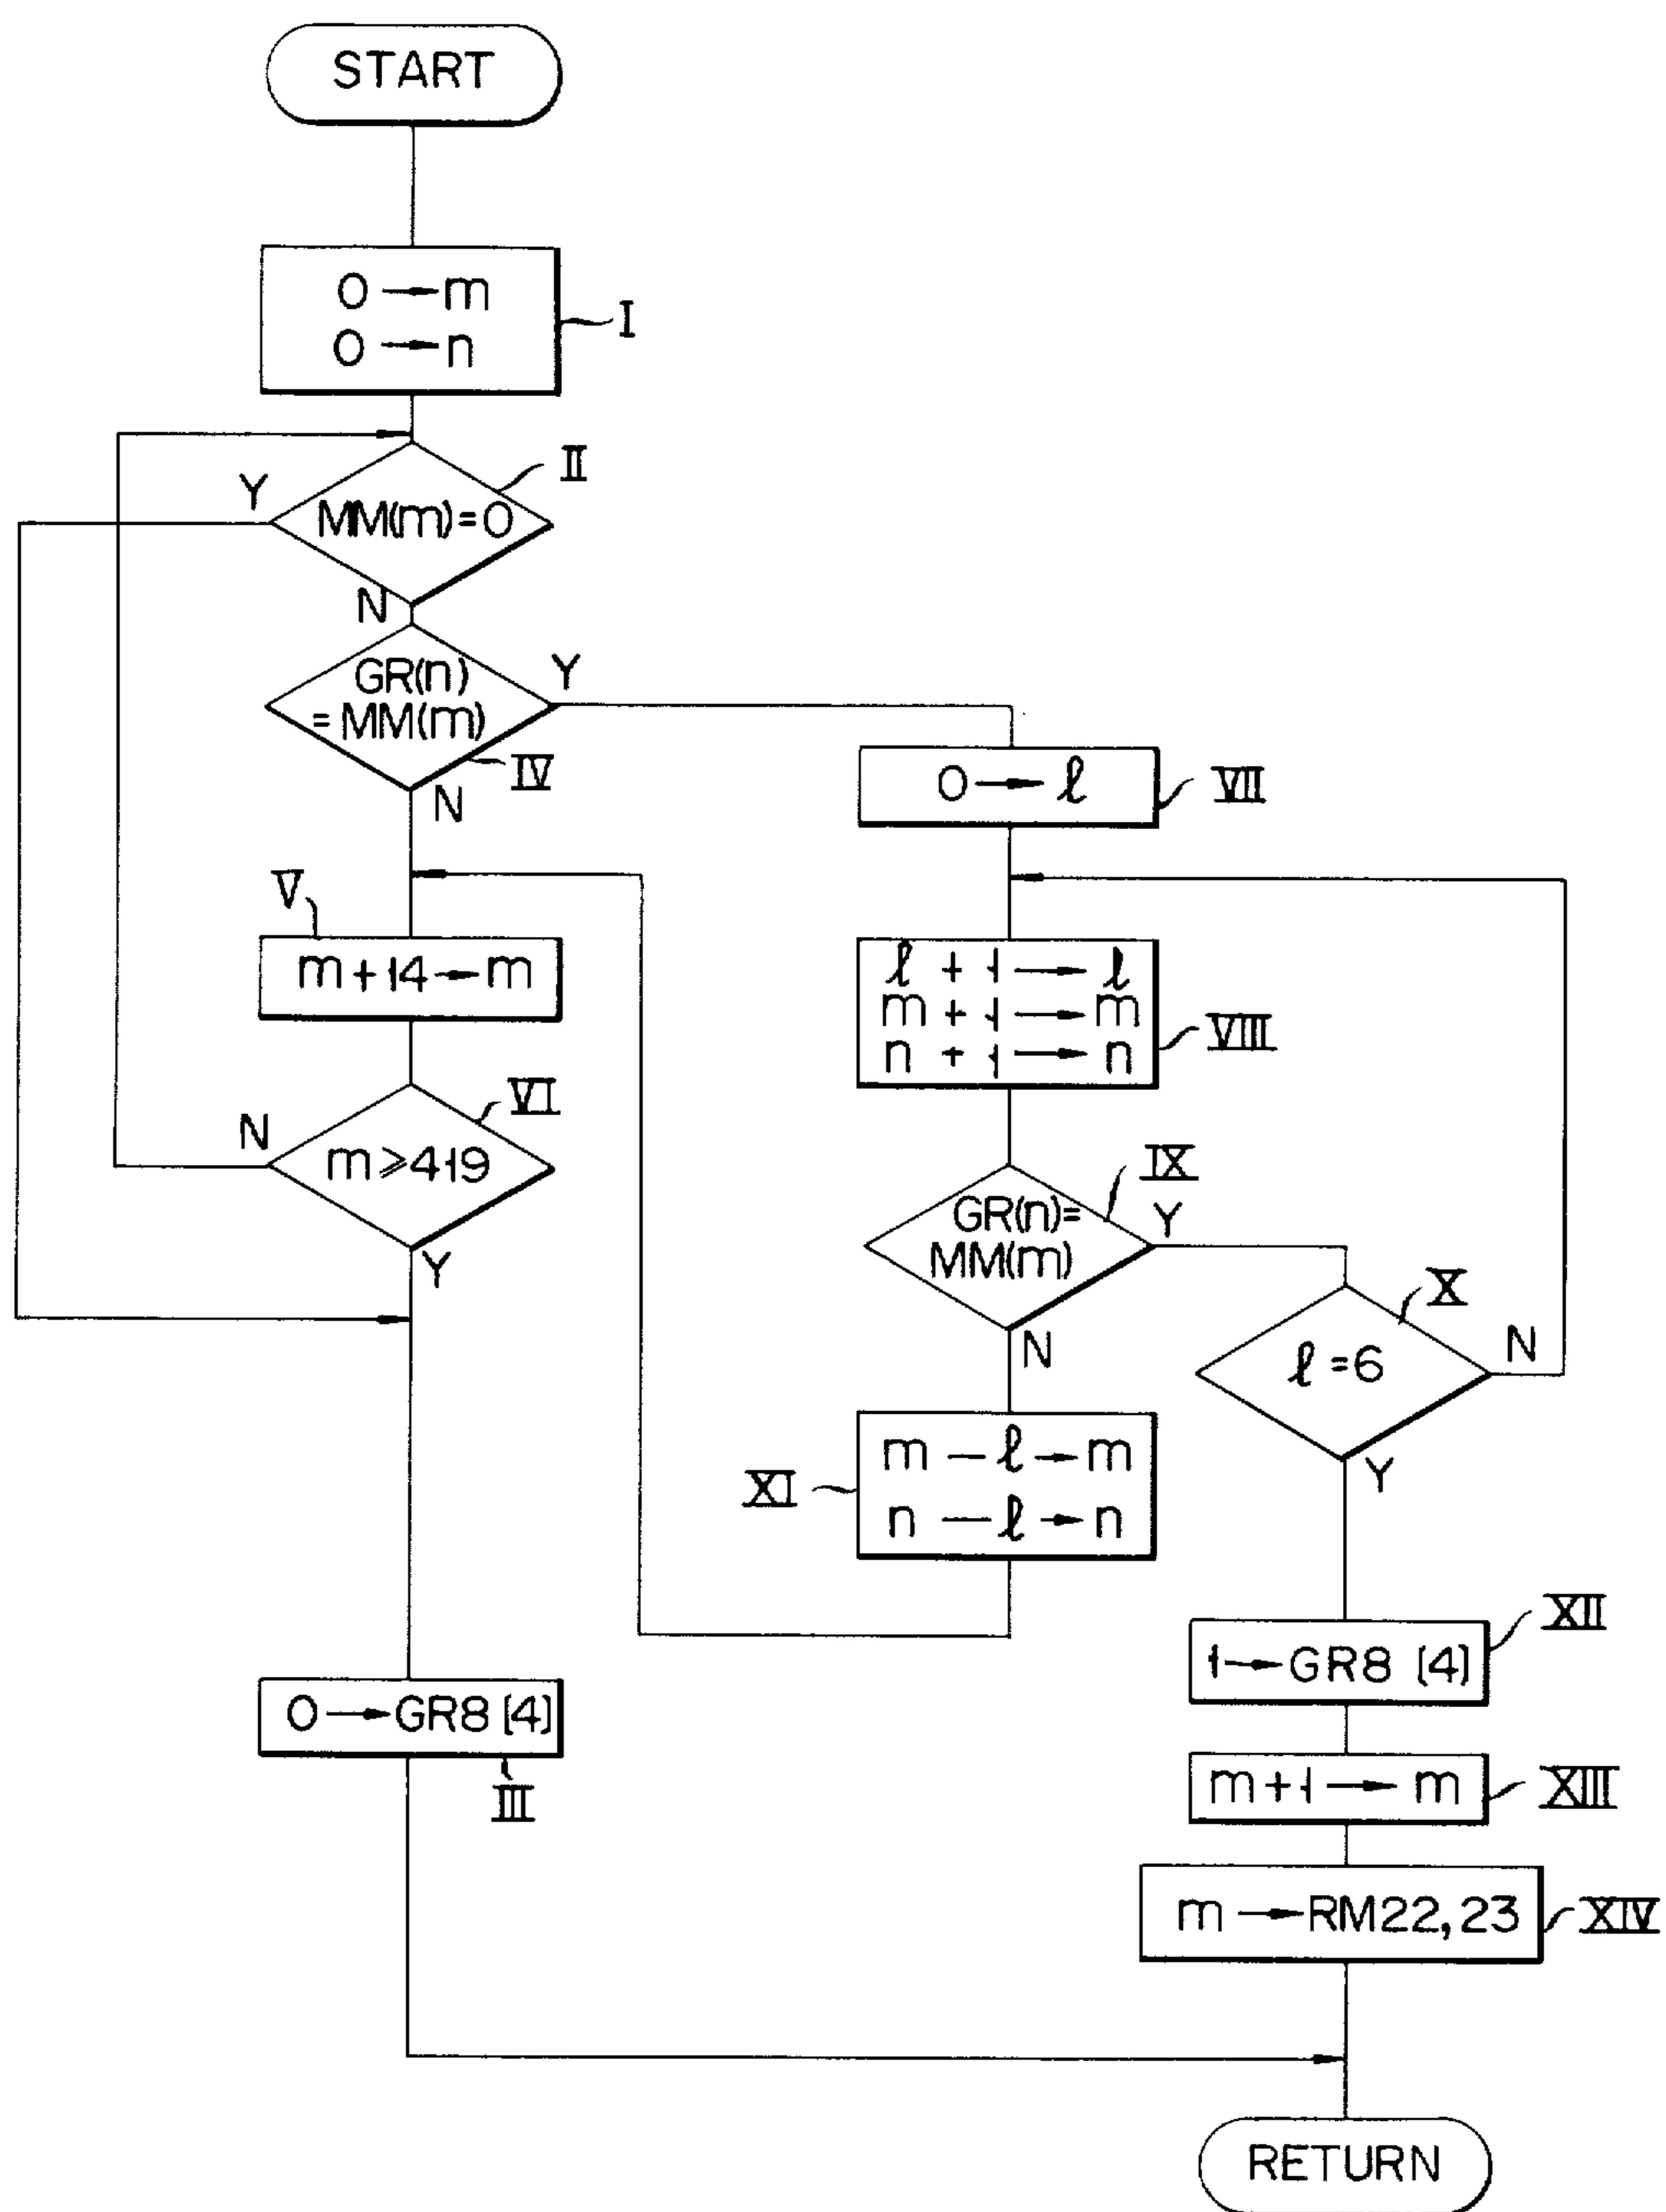 START
0 → m
0 → n
I
II
Y
MM(m)=0
N
GR(n)
=MM(m)
Y
IV
N
0 → ℓ
VII
V
m+14→m
ℓ + 1 → ℓ
m + 1 → m
n + 1 → n
VIII
VI
N
m≥419
Y
IX
GR(n)=
MM(m)
Y
N
X
ℓ=6
N
Y
m — ℓ → m
n — ℓ → n
XI
XII
1→GR8 [4]
0→GR8 [4]
III
m+1 → m
XIII
m →RM22,23
XIV
RETURN